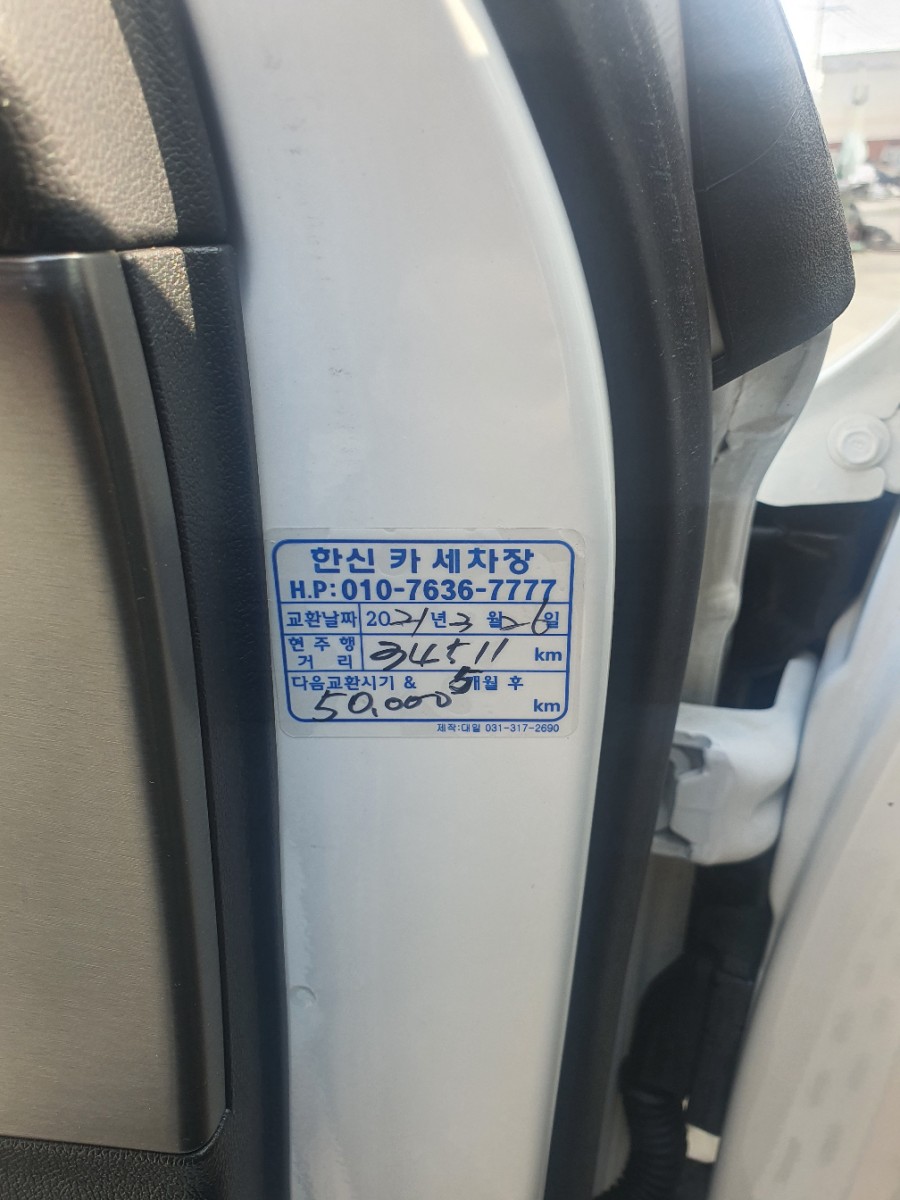 한신 카 세차장
H.P: 010-7636-7777
교환날짜 2021년 3월 26일
현주행거리 34511 km
다음교환시기 & 5개월 후
50,000 km
제작:대일 031-317-2690